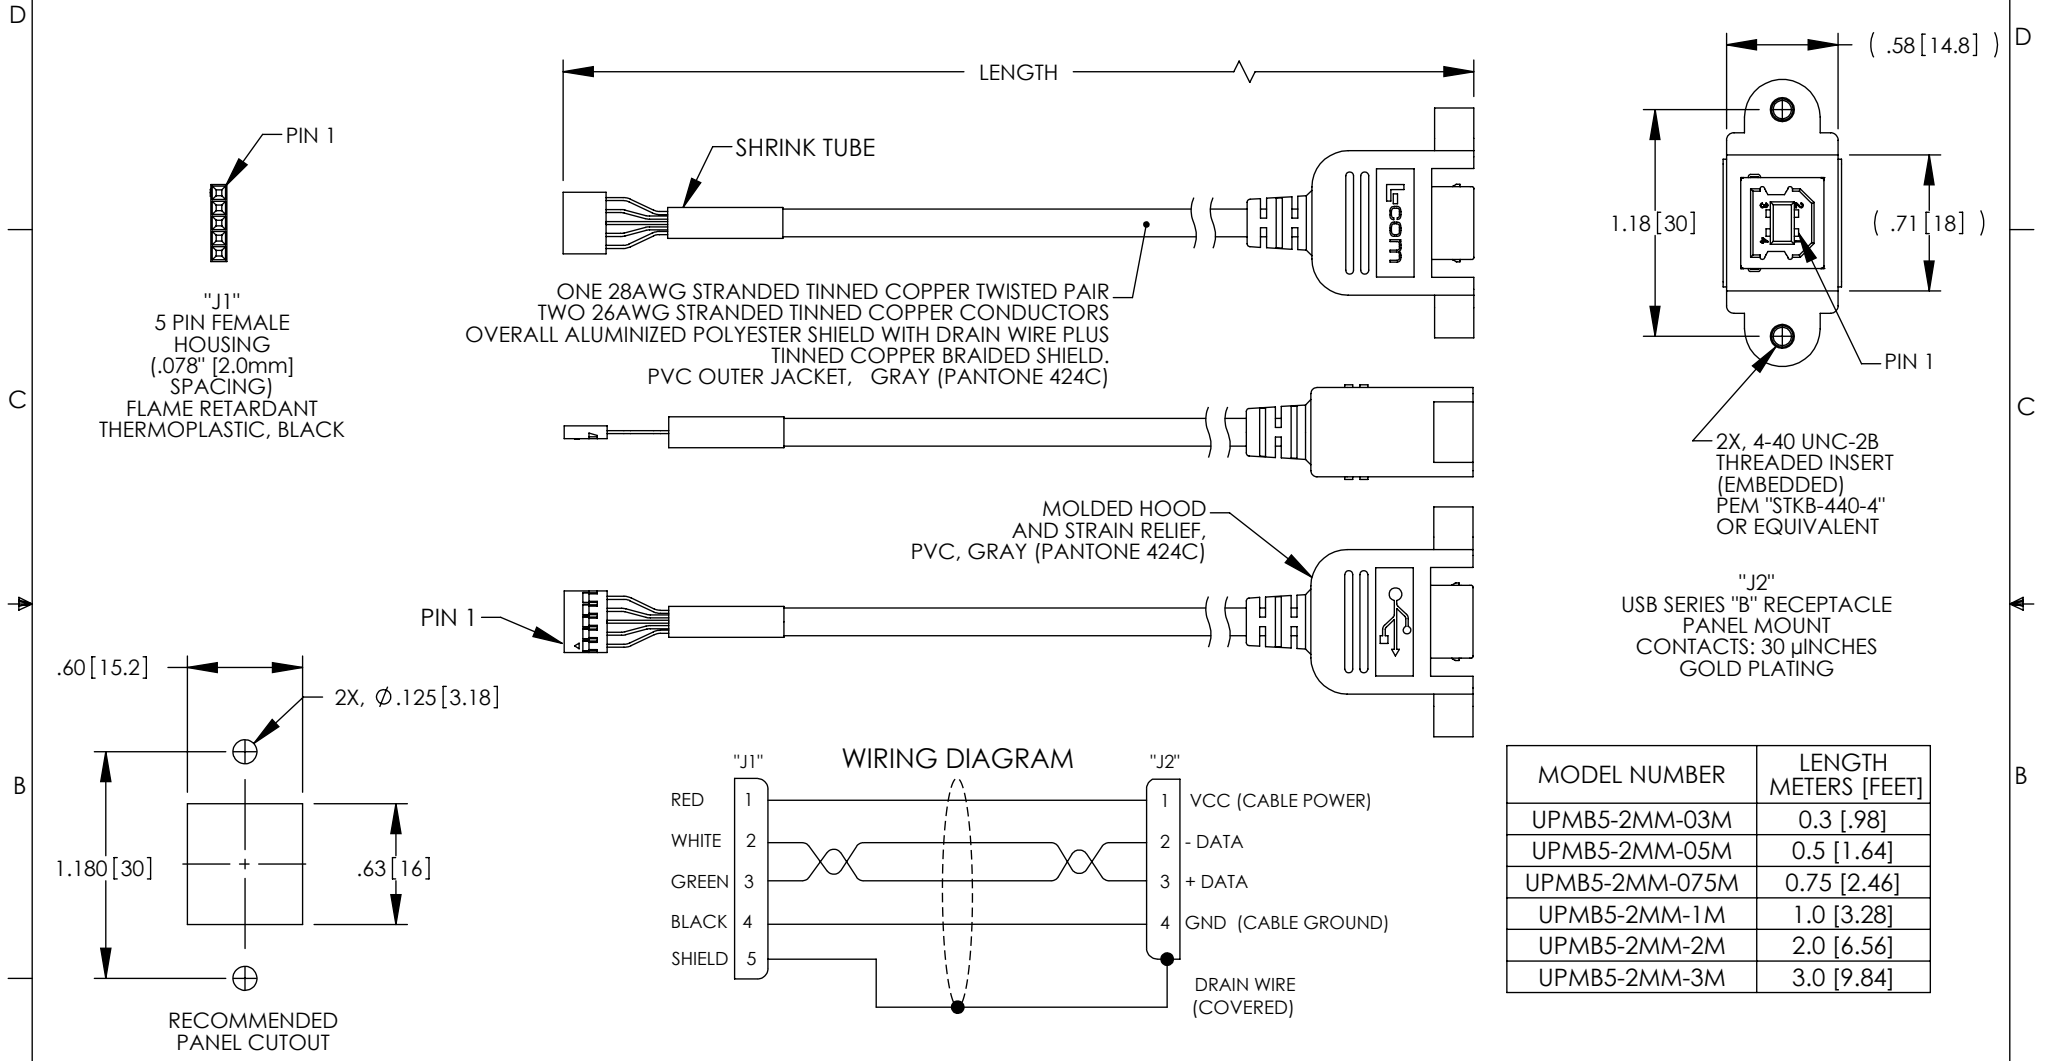 D
D
LENGTH
( .58 [14.8] )
PIN 1
SHRINK TUBE
L-com
1.18 [30]
( .71 [18] )
2
3
4
PIN 1
"J1"
5 PIN FEMALE
HOUSING
(.078" [2.0mm]
SPACING)
FLAME RETARDANT
THERMOPLASTIC, BLACK
ONE 28AWG STRANDED TINNED COPPER TWISTED PAIR
TWO 26AWG STRANDED TINNED COPPER CONDUCTORS
OVERALL ALUMINIZED POLYESTER SHIELD WITH DRAIN WIRE PLUS
TINNED COPPER BRAIDED SHIELD.
PVC OUTER JACKET, GRAY (PANTONE 424C)
C
C
2X, 4-40 UNC-2B
THREADED INSERT
(EMBEDDED)
PEM "STKB-440-4"
OR EQUIVALENT
MOLDED HOOD
AND STRAIN RELIEF,
PVC, GRAY (PANTONE 424C)
"J2"
USB SERIES "B" RECEPTACLE
PANEL MOUNT
CONTACTS: 30 µINCHES
GOLD PLATING
PIN 1
.60 [15.2]
2X, Ø .125 [3.18]
1.180 [30]
.63 [16]
RECOMMENDED
PANEL CUTOUT
B
B
WIRING DIAGRAM
"J1"
"J2"
RED 1
1 VCC (CABLE POWER)
WHITE 2
2 - DATA
GREEN 3
3 + DATA
BLACK 4
4 GND (CABLE GROUND)
SHIELD 5
DRAIN WIRE
(COVERED)
MODEL NUMBER
LENGTH
METERS [FEET]
UPMB5-2MM-03M 0.3 [.98]
UPMB5-2MM-05M 0.5 [1.64]
UPMB5-2MM-075M 0.75 [2.46]
UPMB5-2MM-1M 1.0 [3.28]
UPMB5-2MM-2M 2.0 [6.56]
UPMB5-2MM-3M 3.0 [9.84]